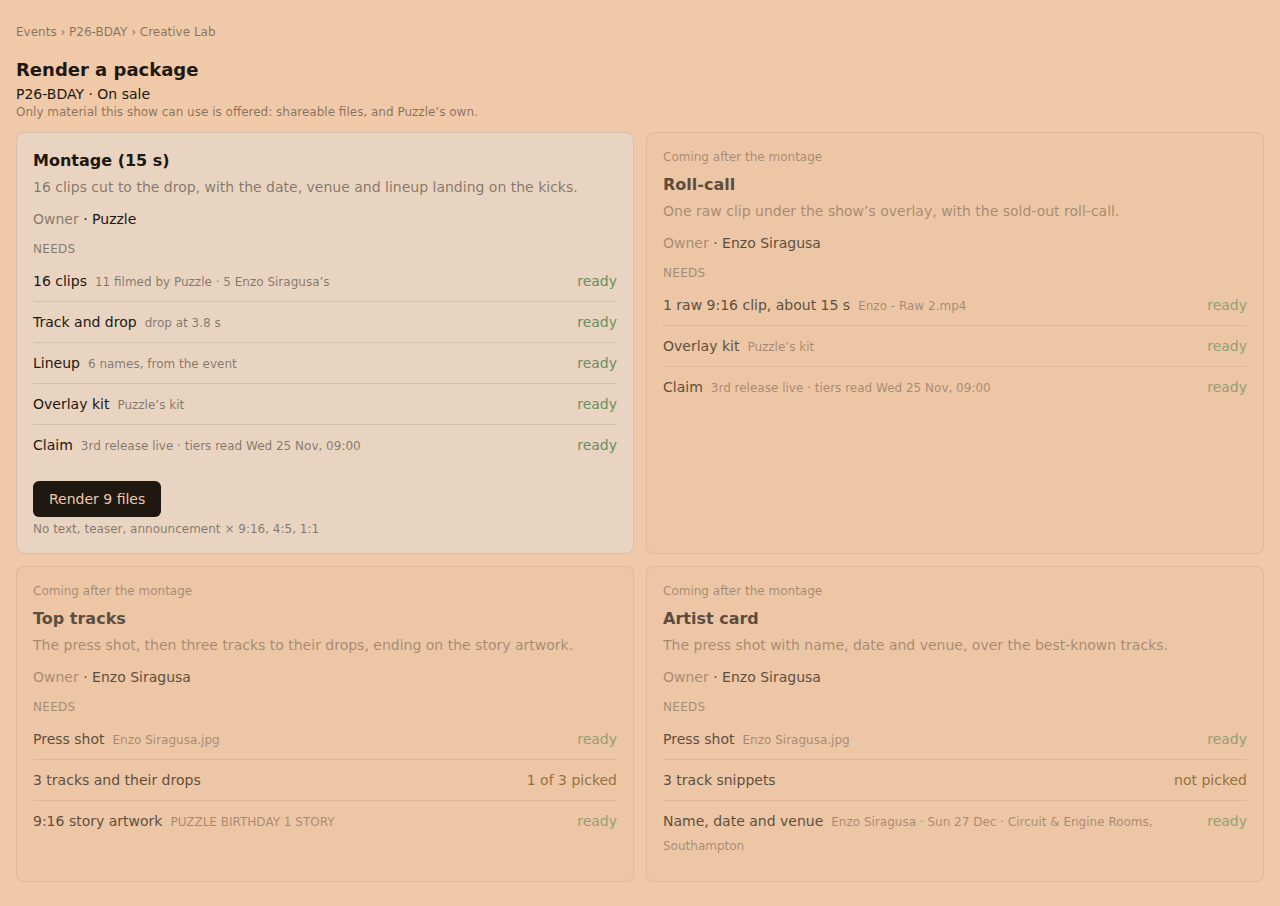 Events › P26-BDAY › Creative Lab
Render a package
P26-BDAY · On sale
Only material this show can use is offered: shareable files, and Puzzle’s own.
Montage (15 s)
16 clips cut to the drop, with the date, venue and lineup landing on the kicks.
Owner · Puzzle
NEEDS
16 clips 11 filmed by Puzzle · 5 Enzo Siragusa’s ready
Track and drop drop at 3.8 s ready
Lineup 6 names, from the event ready
Overlay kit Puzzle’s kit ready
Claim 3rd release live · tiers read Wed 25 Nov, 09:00 ready
Render 9 files
No text, teaser, announcement × 9:16, 4:5, 1:1
Coming after the montage
Roll-call
One raw clip under the show’s overlay, with the sold-out roll-call.
Owner · Enzo Siragusa
NEEDS
1 raw 9:16 clip, about 15 s Enzo - Raw 2.mp4 ready
Overlay kit Puzzle’s kit ready
Claim 3rd release live · tiers read Wed 25 Nov, 09:00 ready
Coming after the montage
Top tracks
The press shot, then three tracks to their drops, ending on the story artwork.
Owner · Enzo Siragusa
NEEDS
Press shot Enzo Siragusa.jpg ready
3 tracks and their drops 1 of 3 picked
9:16 story artwork PUZZLE BIRTHDAY 1 STORY ready
Coming after the montage
Artist card
The press shot with name, date and venue, over the best-known tracks.
Owner · Enzo Siragusa
NEEDS
Press shot Enzo Siragusa.jpg ready
3 track snippets not picked
Name, date and venue Enzo Siragusa · Sun 27 Dec · Circuit & Engine Rooms, ready
Southampton